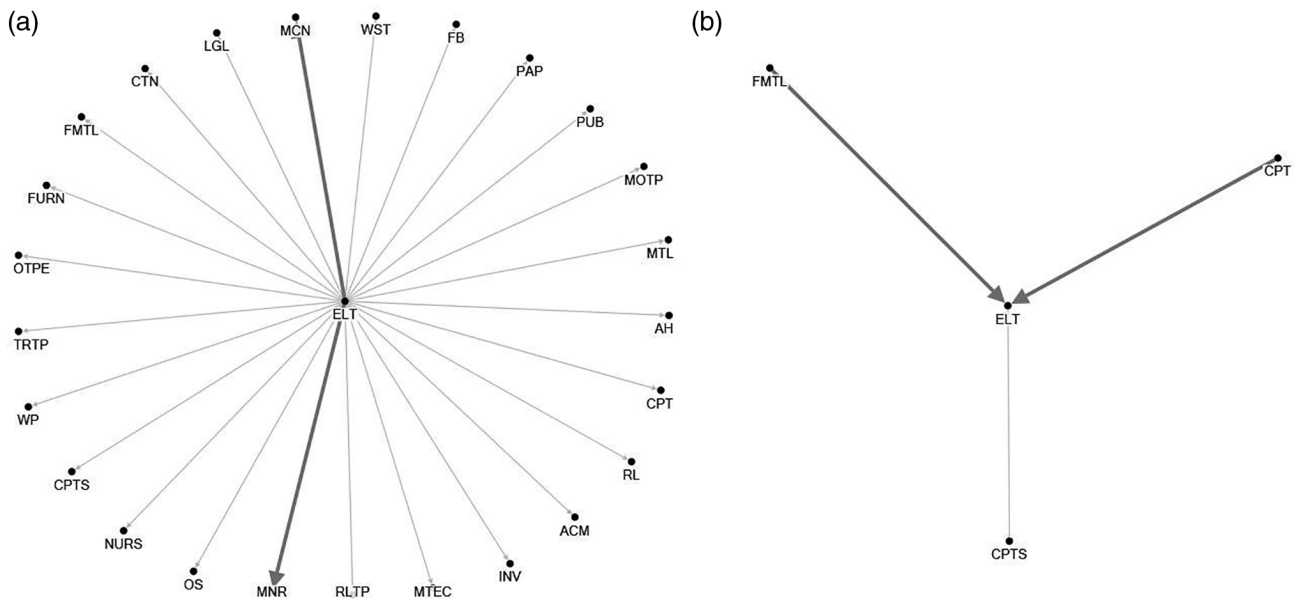 (a)
MCN
WST
FB
LGL
PAP
CTN
PUB
FMTL
MOTP
FURN
MTL
OTPE
ELT
AH
TRTP
CPT
WP
RL
CPTS
ACM
NURS
INV
OS
MNR
RLTP
MTEC
(b)
FMTL
CPT
ELT
CPTS